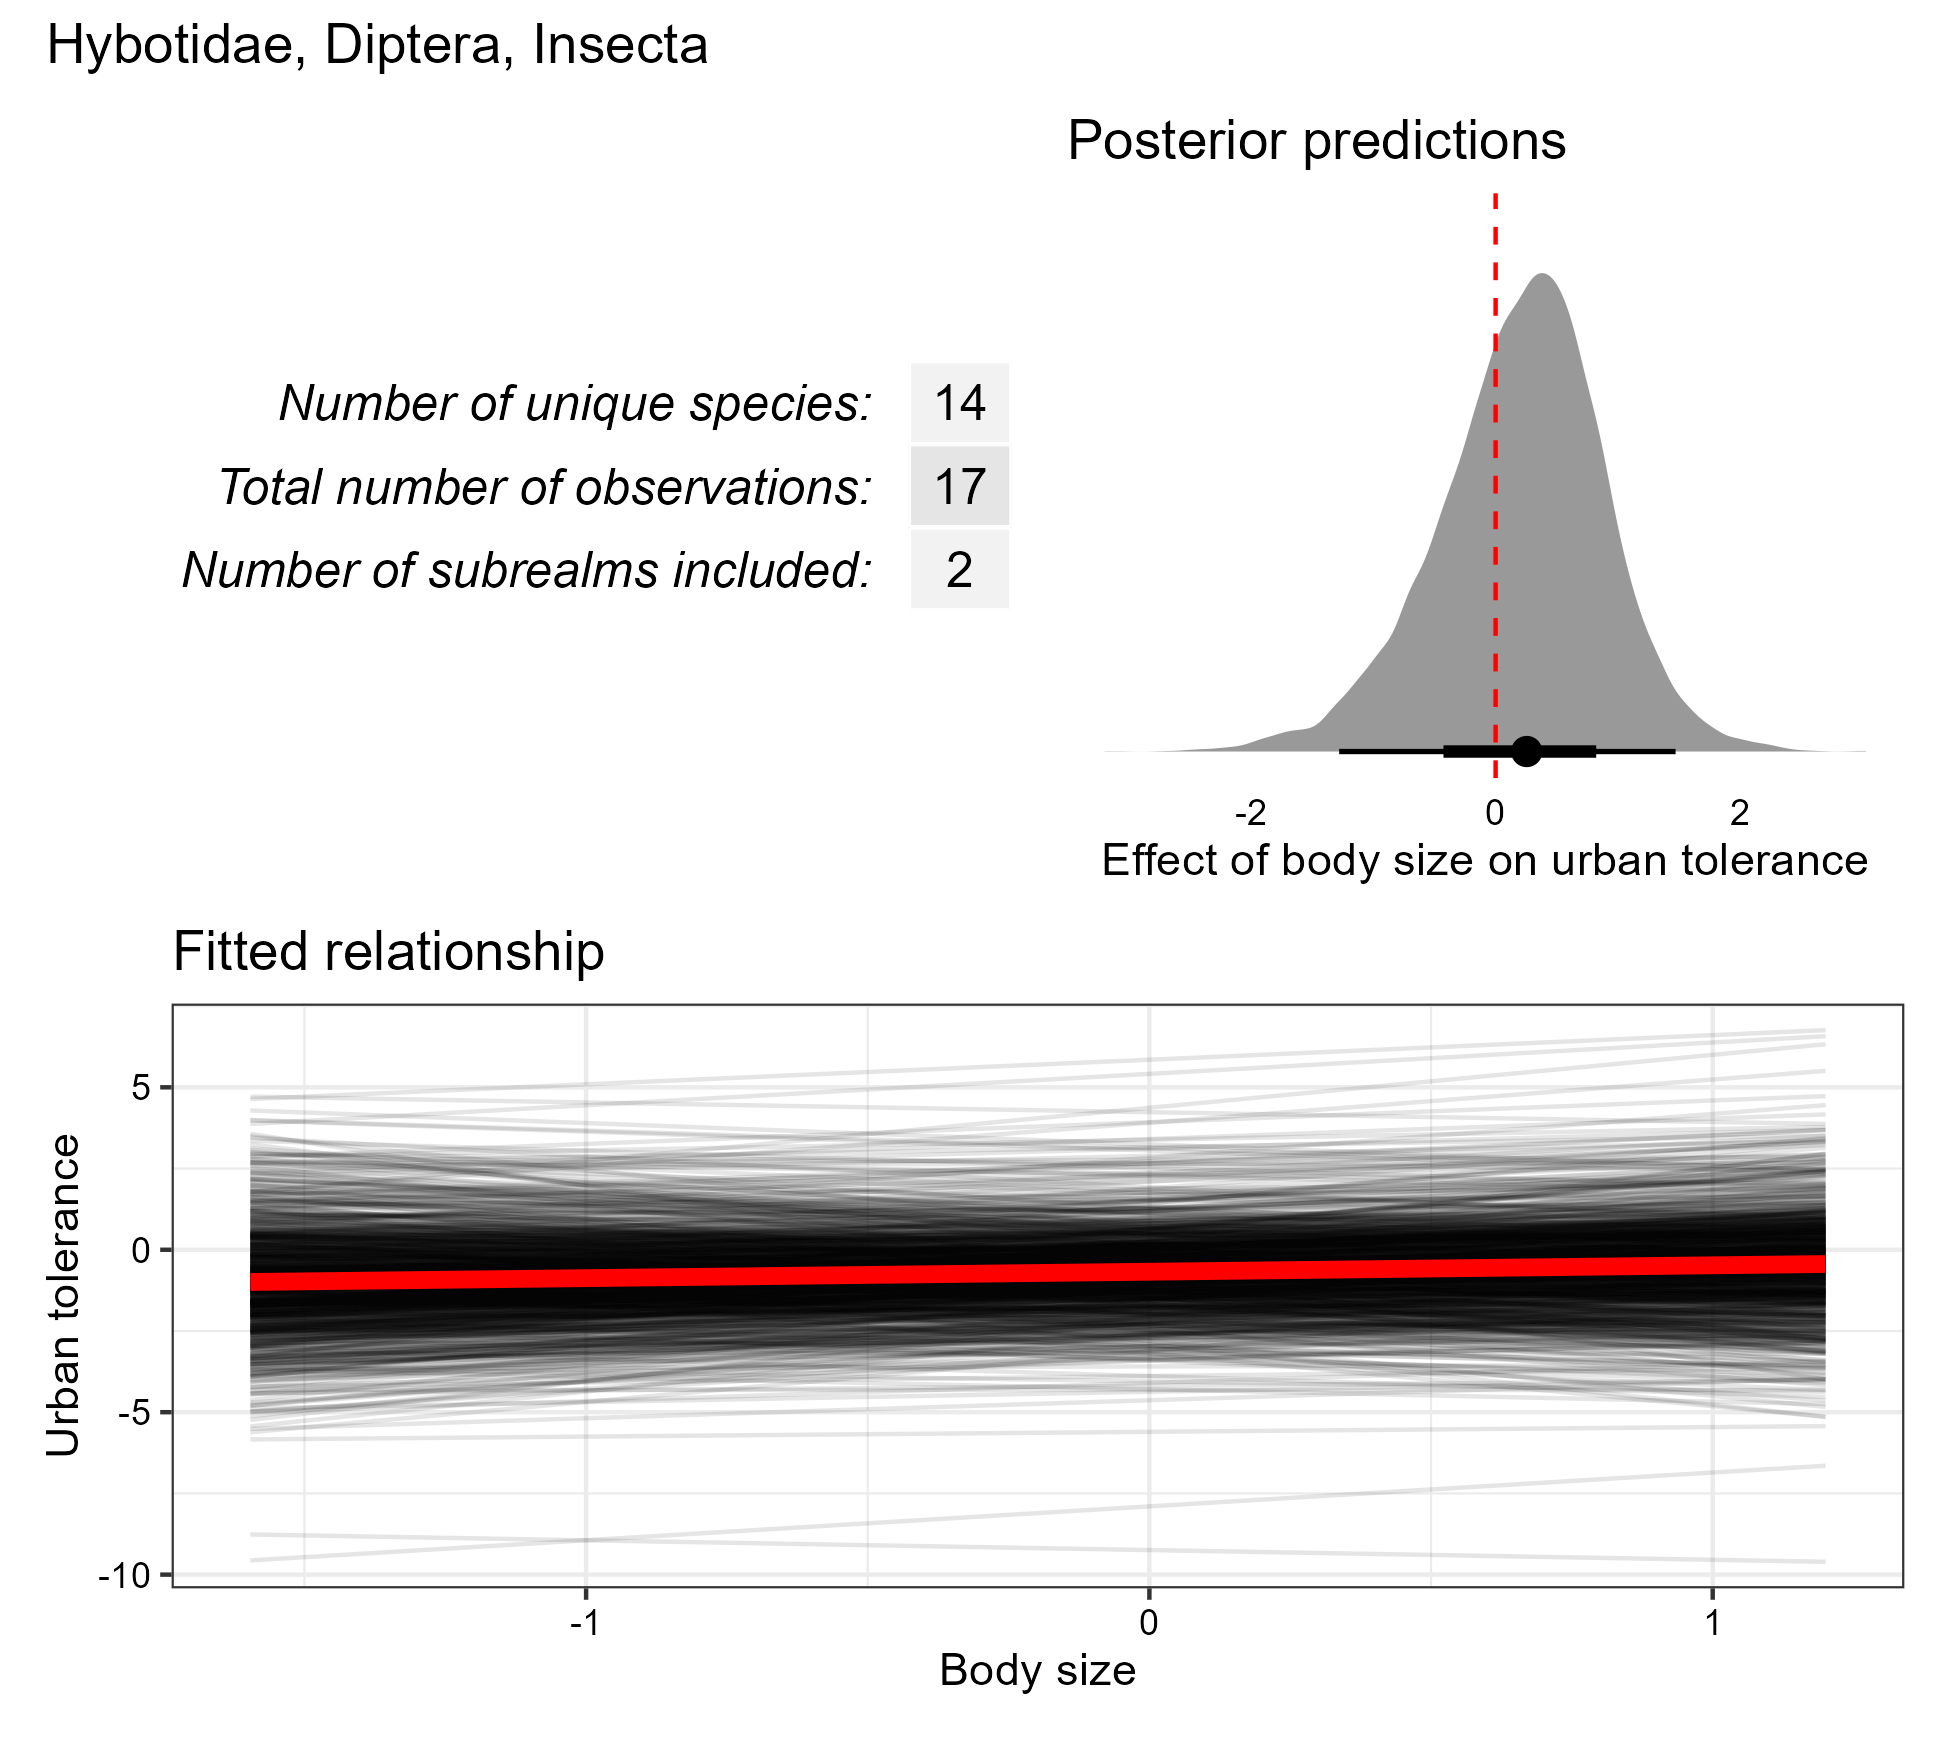 Hybotidae, Diptera, Insecta
Posterior predictions
Number of unique species: 14
Total number of observations: 17
Number of subrealms included: 2
-2 0 2
Effect of body size on urban tolerance
Fitted relationship
Urban tolerance
5
0
-5
-10
-1 0 1
Body size